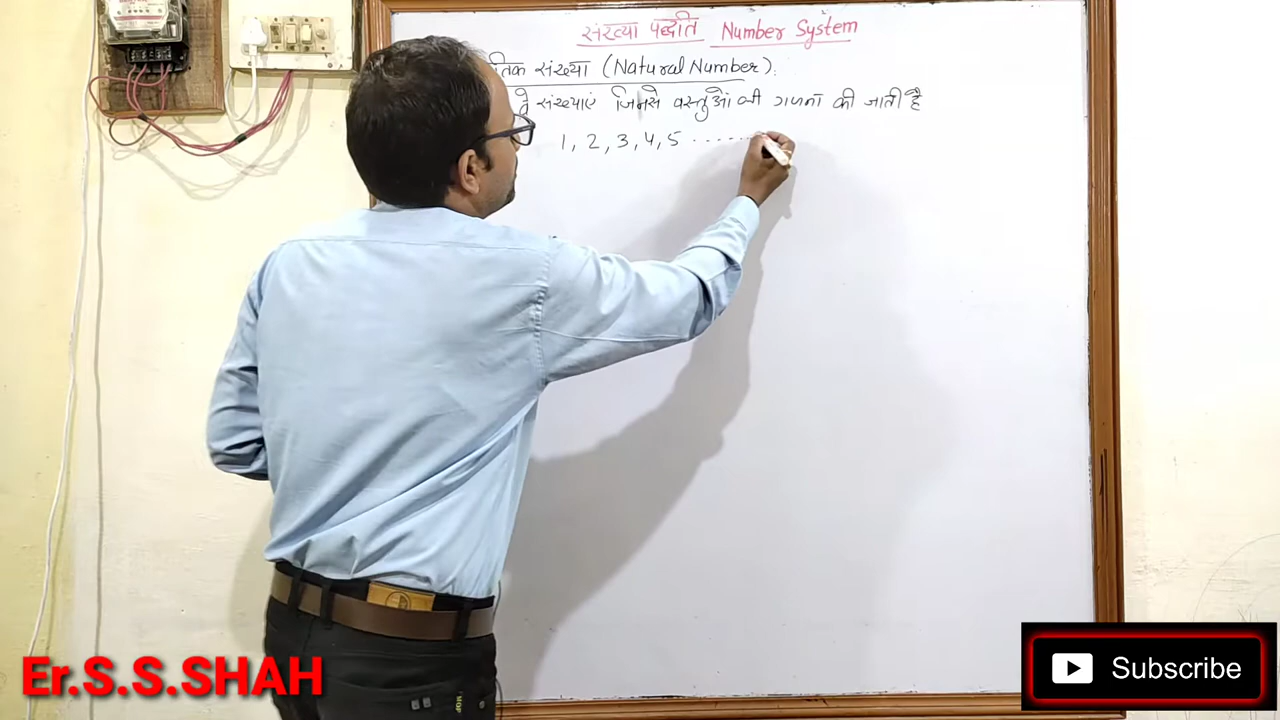 संख्या पद्धति Number System
तिक संख्या (Natural Number).
वे संख्याएं जिनसे वस्तुओं की गणना की जाती है
1, 2, 3, 4, 5 .......
Er.S.S.SHAH
Subscribe